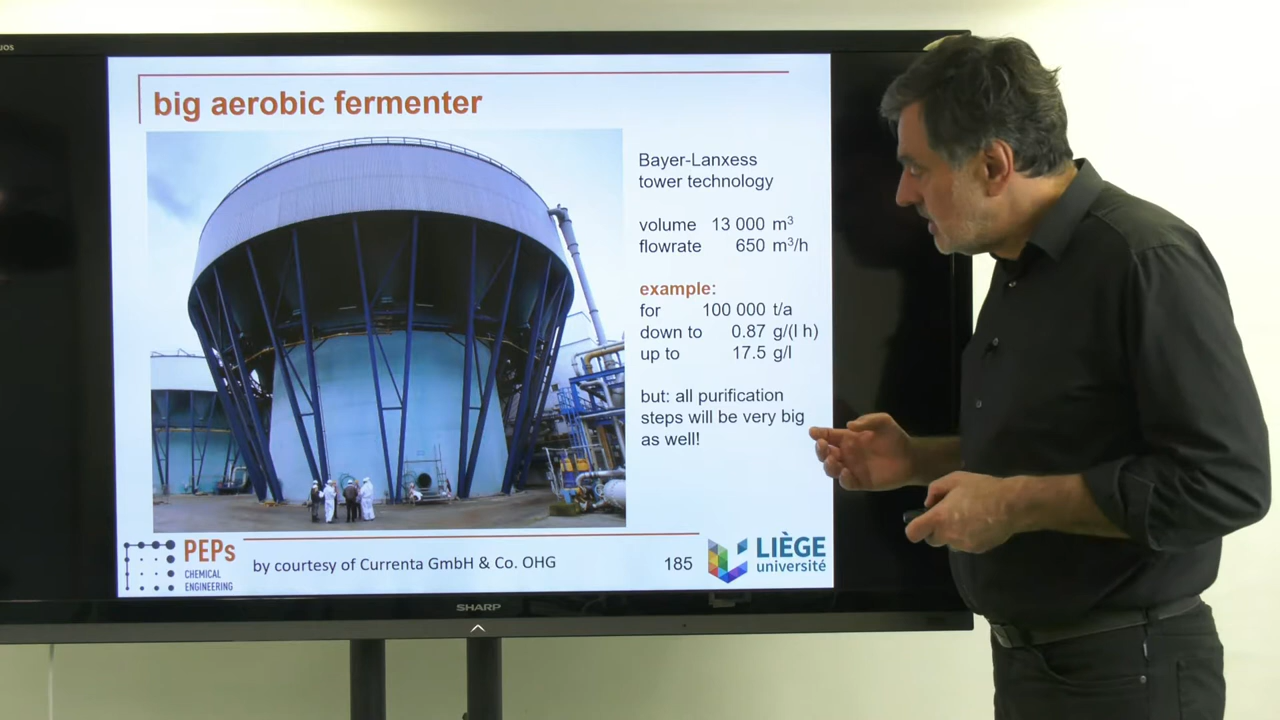 big aerobic fermenter
Bayer-Lanxess
tower technology
volume 13 000 m³
flowrate 650 m³/h
example:
for 100 000 t/a
down to 0.87 g/(l h)
up to 17.5 g/l
but: all purification
steps will be very big
as well!
PEPs
CHEMICAL
ENGINEERING
by courtesy of Currenta GmbH & Co. OHG
185
LIÈGE
université
SHARP